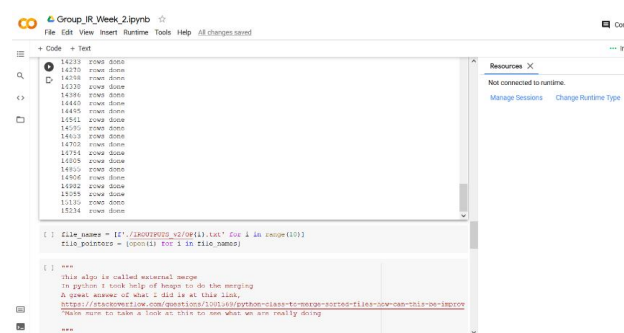 Group_IR_Week_2.ipynb
File Edit View Insert Runtime Tools Help All changes saved
+ Code + Text
14233 rows done
14270 rows done
14298 rows done
14338 rows done
14386 rows done
14440 rows done
14495 rows done
14541 rows done
14595 rows done
14653 rows done
14702 rows done
14754 rows done
14805 rows done
14855 rows done
14906 rows done
14982 rows done
15055 rows done
15135 rows done
15234 rows done
[ ] file_names = [f'./IROUTPUTS_v2/OP{i}.txt' for i in range(10)]
file_pointers = [open(i) for i in file_names]
[ ] """
This algo is called external merge
In python I took help of heaps to do the merging
A great answer of what I did is at this link,
https://stackoverflow.com/questions/1001569/python-class-to-merge-sorted-files-how-can-this-be-improv
"Make sure to take a look at this to see what we are really doing
"""
Resources
Not connected to runtime.
Manage Sessions Change Runtime Type